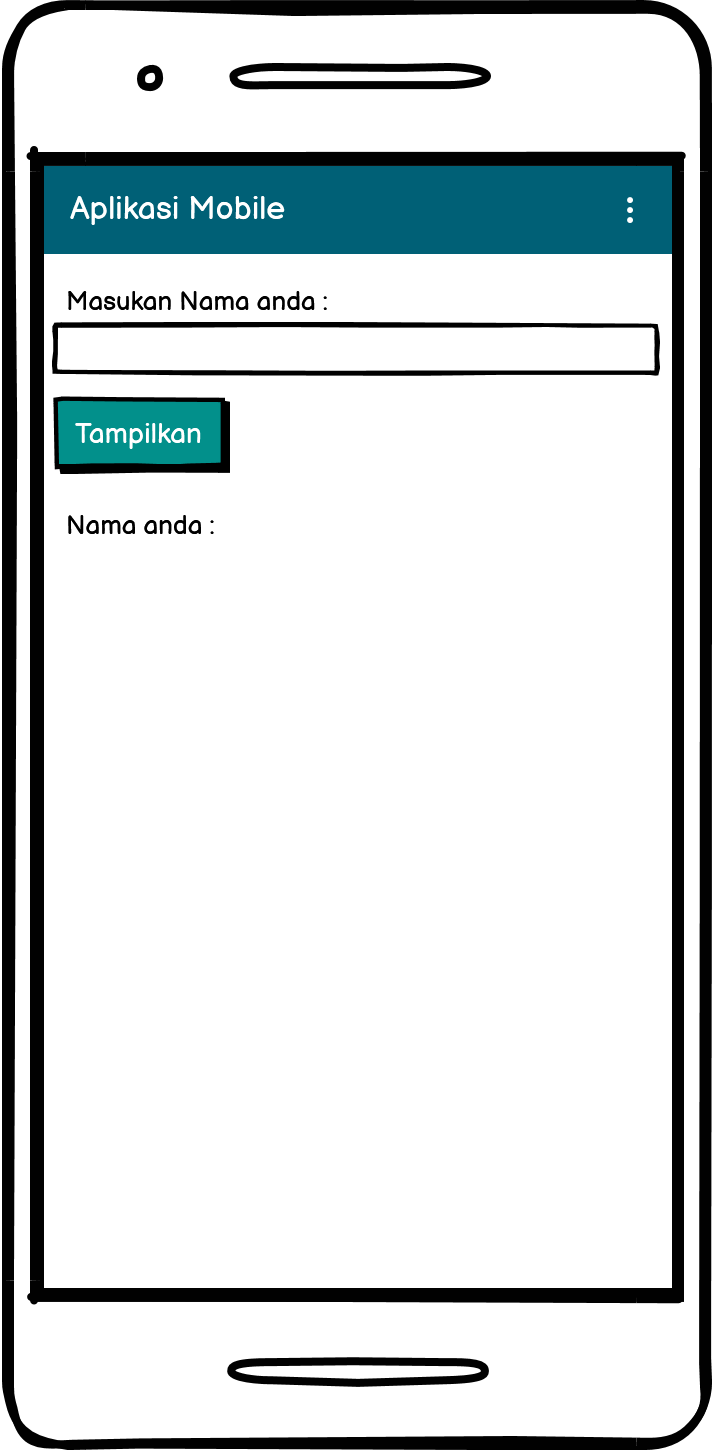 Aplikasi Mobile
Masukan Nama anda :
Tampilkan
Nama anda :